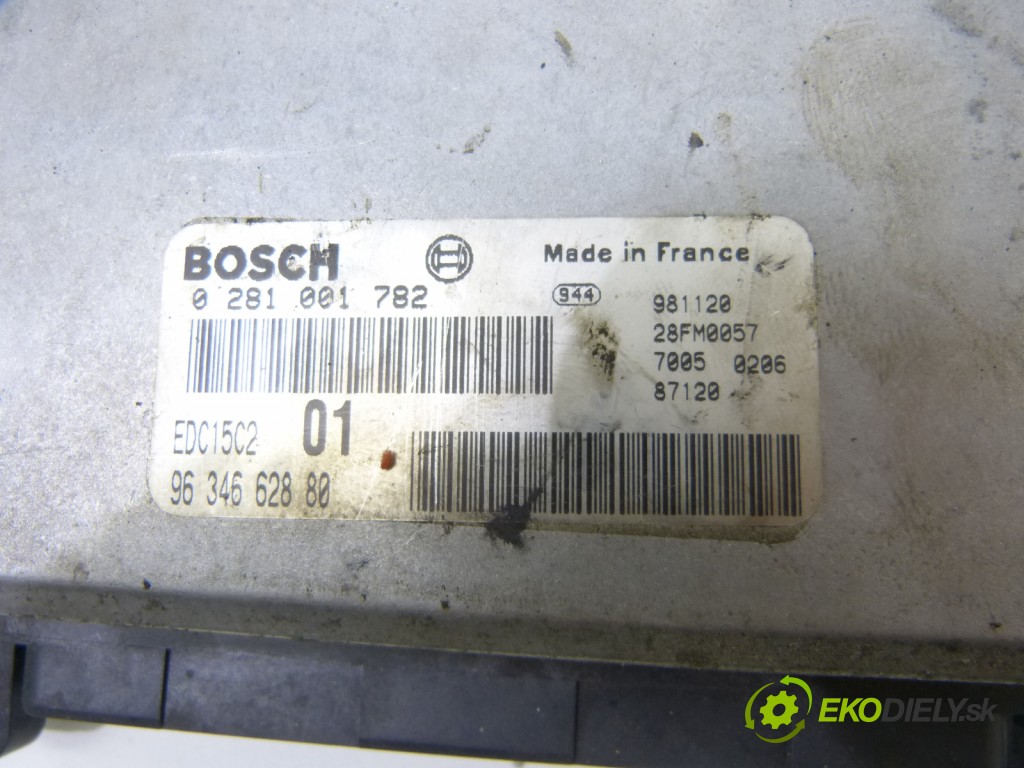 BOSCH
Made in France
0 281 001 782
944
981120
28FM0057
7005 0206
87120
EDC15C2 01
96 346 628 80
EKODIELY.sk